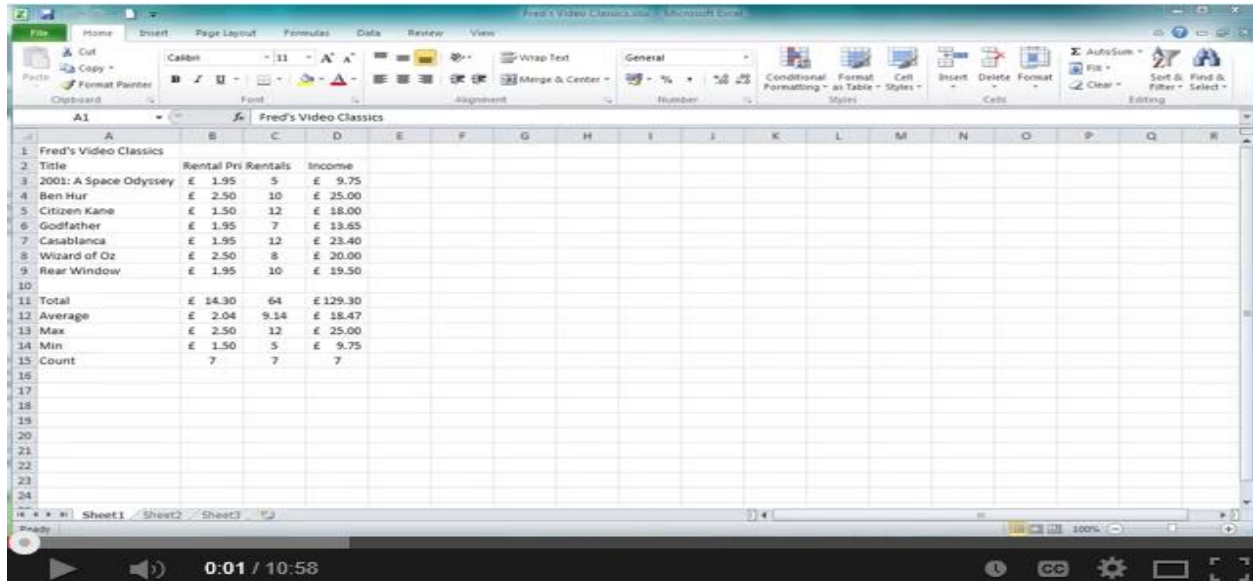 Fred's Video Classics.xlsx - Microsoft Excel
File Home Insert Page Layout Formulas Data Review View
Cut
Copy
Format Painter
Paste
Calibri 11 A A
Wrap Text
General
B I U A
Merge & Center
% ,
Conditional Formatting Format as Table Cell Styles
Insert Delete Format
Σ AutoSum
Fill
Clear
Sort & Filter Find & Select
Clipboard Font Alignment Number Styles Cells Editing
A1 fx Fred's Video Classics
A B C D E F G H I J K L M N O P Q R
1 Fred's Video Classics
2 Title Rental Pri Rentals Income
3 2001: A Space Odyssey £ 1.95 5 £ 9.75
4 Ben Hur £ 2.50 10 £ 25.00
5 Citizen Kane £ 1.50 12 £ 18.00
6 Godfather £ 1.95 7 £ 13.65
7 Casablanca £ 1.95 12 £ 23.40
8 Wizard of Oz £ 2.50 8 £ 20.00
9 Rear Window £ 1.95 10 £ 19.50
10
11 Total £ 14.30 64 £129.30
12 Average £ 2.04 9.14 £ 18.47
13 Max £ 2.50 12 £ 25.00
14 Min £ 1.50 5 £ 9.75
15 Count 7 7 7
16
17
18
19
20
21
22
23
24
Sheet1 Sheet2 Sheet3
Ready 100%
0:01 / 10:58 CC